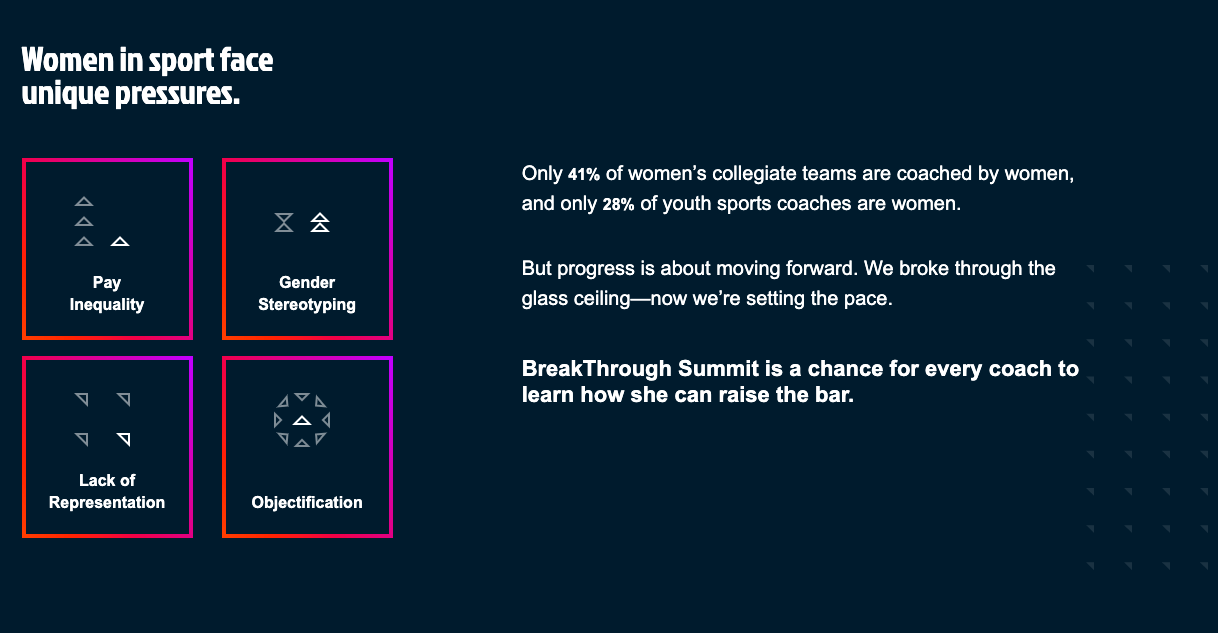 Women in sport face
unique pressures.
Pay
Inequality
Gender
Stereotyping
Lack of
Representation
Objectification
Only 41% of women’s collegiate teams are coached by women,
and only 28% of youth sports coaches are women.
But progress is about moving forward. We broke through the
glass ceiling—now we’re setting the pace.
BreakThrough Summit is a chance for every coach to
learn how she can raise the bar.